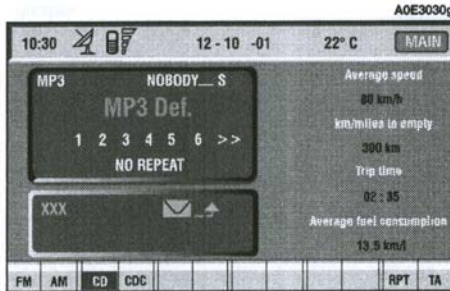 A0E3030g
10:30 12-10 -01 22° C MAIN
MP3 NOBODY__ S
MP3 Def.
1 2 3 4 5 6 >>
NO REPEAT
XXX
Average speed
80 km/h
km/miles to empty
300 km
Trip time
02 : 35
Average fuel consumption
13.5 km/l
FM AM CD CDC RPT TA